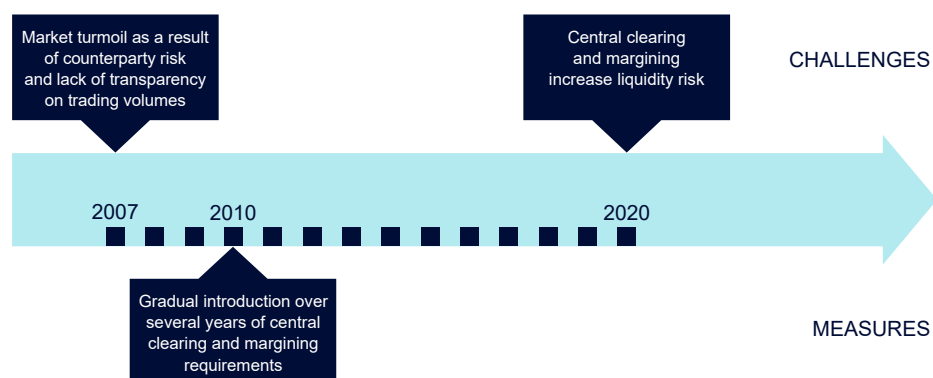 Market turmoil as a result
of counterparty risk
and lack of transparency
on trading volumes
Central clearing
and margining
increase liquidity risk
CHALLENGES
2007
2010
2020
Gradual introduction over
several years of central
clearing and margining
requirements
MEASURES